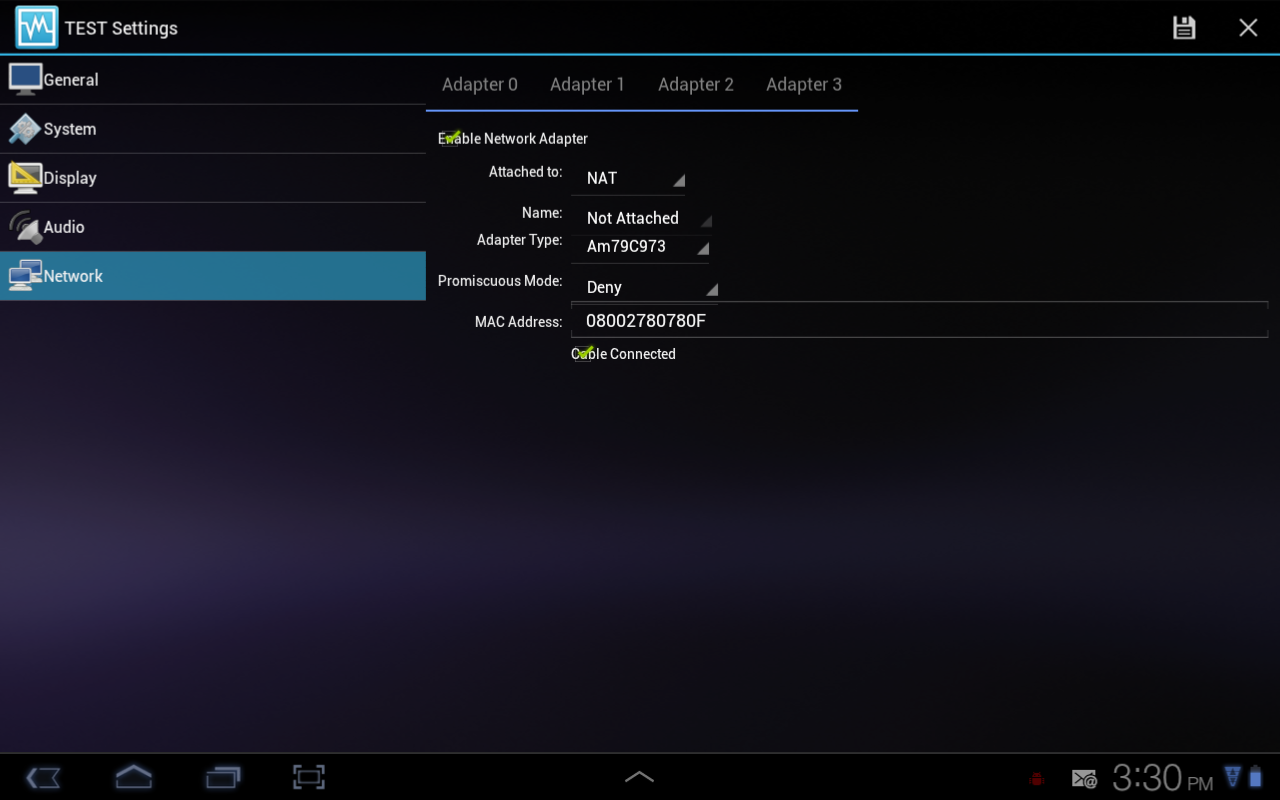 TEST Settings
General
System
Display
Audio
Network
Adapter 0 Adapter 1 Adapter 2 Adapter 3
Enable Network Adapter
Attached to: NAT
Name: Not Attached
Adapter Type: Am79C973
Promiscuous Mode: Deny
MAC Address: 08002780780F
Cable Connected
3:30 PM